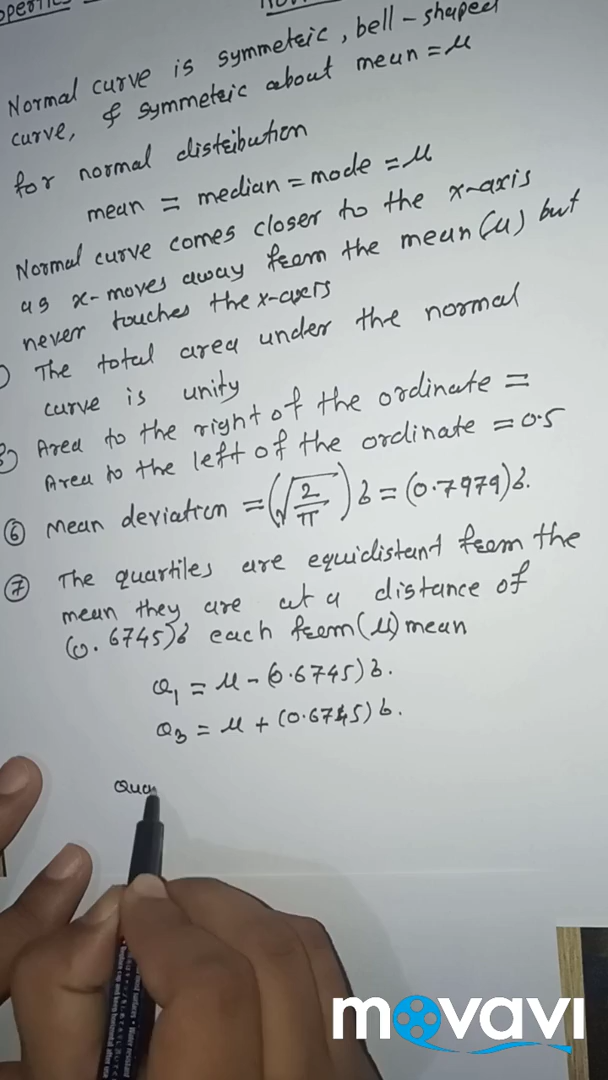 Normal curve is symmetric, bell-shaped
curve, & symmetric about mean = μ
for normal distribution
mean = median = mode = μ
Normal curve comes closer to the x-axis
as x-moves away from the mean (μ) but
never touches the x-axis
The total area under the normal
curve is unity
Area to the right of the ordinate =
Area to the left of the ordinate = 0.5
⑥ Mean deviation = (√2/π) σ = (0.7979)σ.
⑦ The quartiles are equidistant from the
mean they are at a distance of
(0.6745)σ each from (μ) mean
Q₁ = μ - (0.6745)σ.
Q₃ = μ + (0.6745)σ.
Qua
movavi